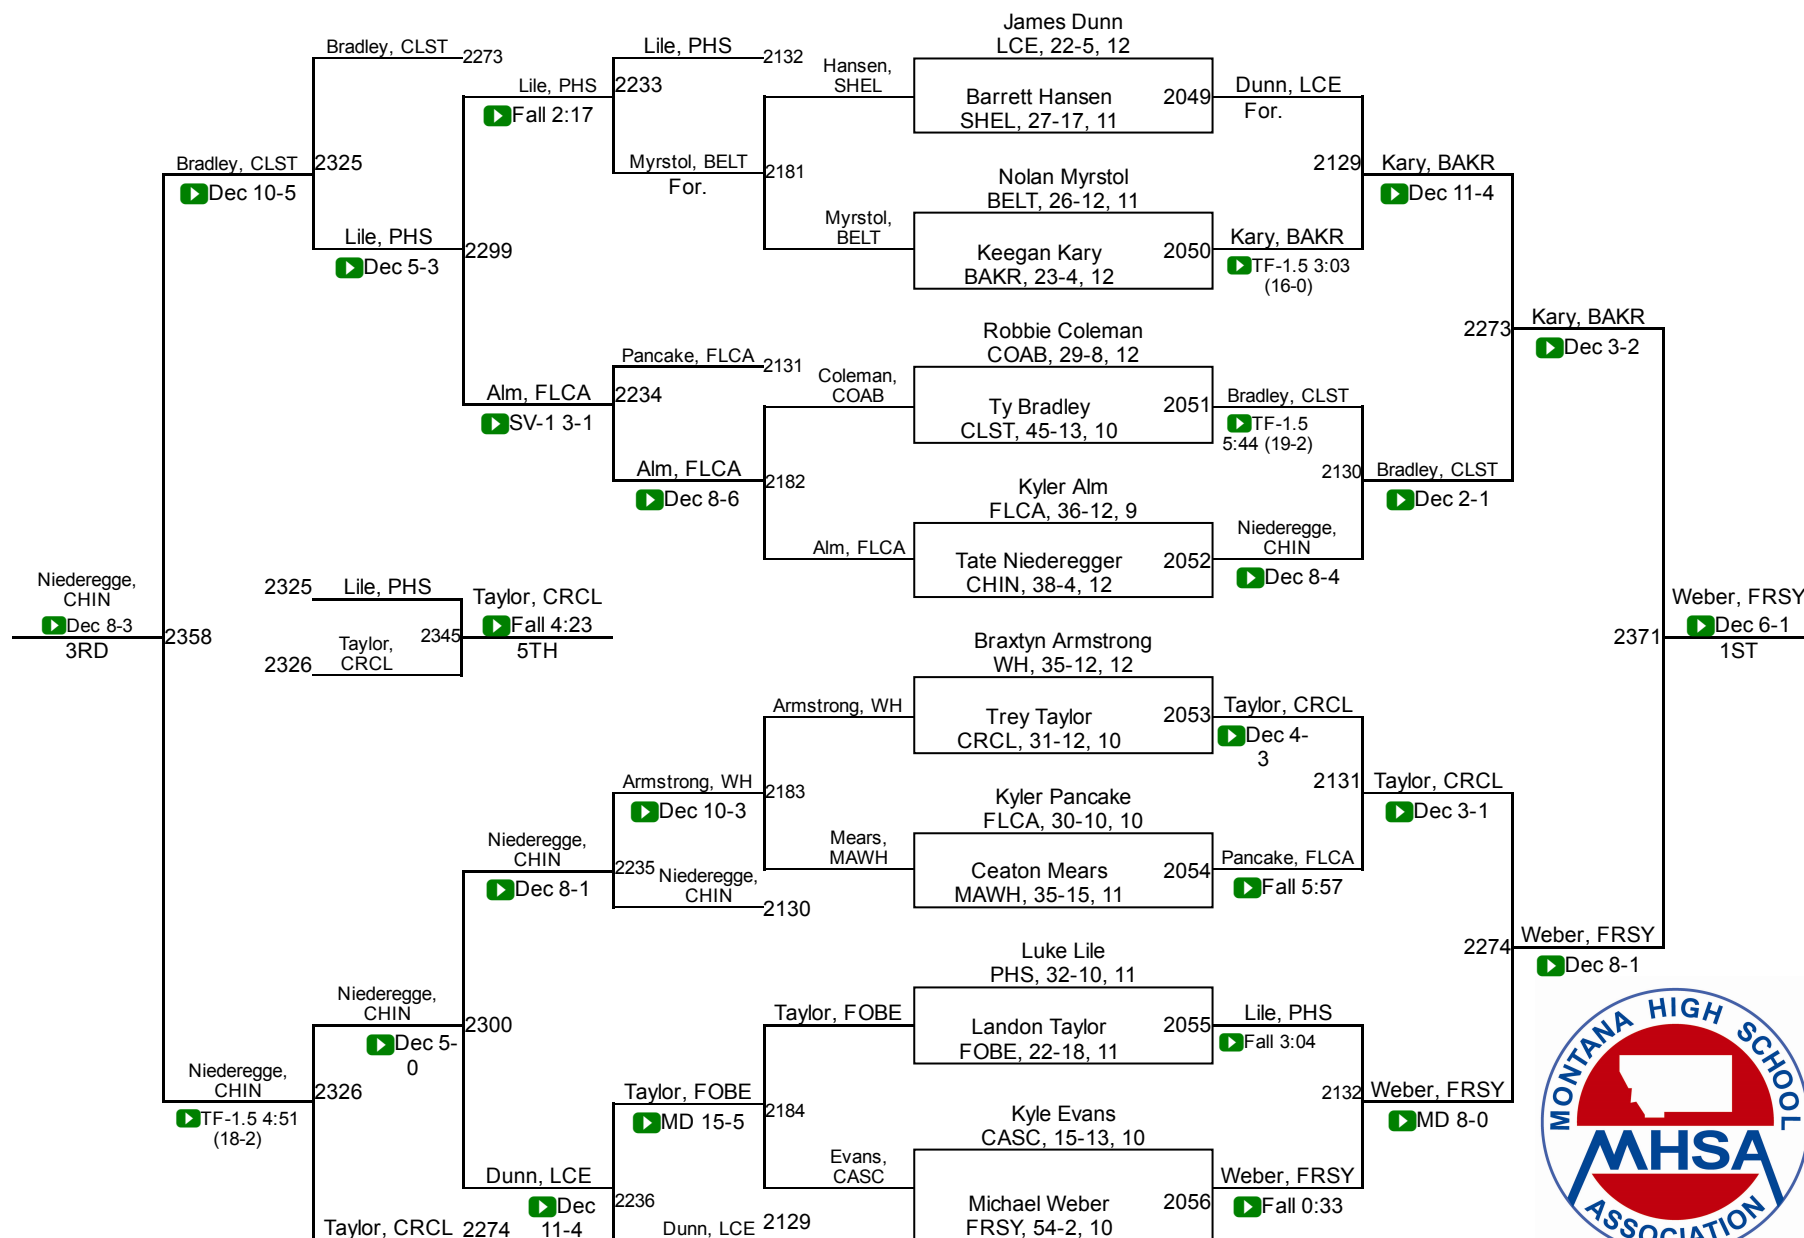 James Dunn
LCE, 22-5, 12
Barrett Hansen
SHEL, 27-17, 11
2049
Nolan Myrstol
BELT, 26-12, 11
Keegan Kary
BAKR, 23-4, 12
2050
Robbie Coleman
COAB, 29-8, 12
Ty Bradley
CLST, 45-13, 10
2051
Kyler Alm
FLCA, 36-12, 9
Tate Niederegger
CHIN, 38-4, 12
2052
Braxtyn Armstrong
WH, 35-12, 12
Trey Taylor
CRCL, 31-12, 10
2053
Kyler Pancake
FLCA, 30-10, 10
Ceaton Mears
MAWH, 35-15, 11
2054
Luke Lile
PHS, 32-10, 11
Landon Taylor
FOBE, 22-18, 11
2055
Kyle Evans
CASC, 15-13, 10
Michael Weber
FRSY, 54-2, 10
2056
Dunn, LCE
For.
2129
Kary, BAKR
TF-1.5 3:03
(16-0)
Bradley, CLST
TF-1.5
5:44 (19-2)
2130
Niederegge,
CHIN
Dec 8-4
Taylor, CRCL
Dec 4-
3
2131
Pancake, FLCA
Fall 5:57
Lile, PHS
Fall 3:04
2132
Weber, FRSY
Fall 0:33
Kary, BAKR
Dec 11-4
2273
Bradley, CLST
Dec 2-1
Taylor, CRCL
Dec 3-1
2274
Weber, FRSY
MD 8-0
Kary, BAKR
Dec 3-2
2371
Weber, FRSY
Dec 8-1
Weber, FRSY
Dec 6-1
1ST
Hansen,
SHEL
2181
Myrstol,
BELT
Coleman,
COAB
2182
Alm, FLCA
Armstrong, WH
2183
Mears,
MAWH
Taylor, FOBE
2184
Evans,
CASC
Lile, PHS
2132
2233
Myrstol, BELT
For.
Pancake, FLCA
2131
2234
Alm, FLCA
Dec 8-6
Armstrong, WH
Dec 10-3
2235
Niederegge,
CHIN
2130
Taylor, FOBE
MD 15-5
2236
Dunn, LCE
2129
Lile, PHS
Fall 2:17
2299
Alm, FLCA
SV-1 3-1
Niederegge,
CHIN
Dec 8-1
2300
Dunn, LCE
Dec
11-4
Bradley, CLST
2273
2325
Lile, PHS
Dec 5-3
Niederegge,
CHIN
Dec 5-
0
2326
Taylor, CRCL
2274
Bradley, CLST
Dec 10-5
2358
Niederegge,
CHIN
TF-1.5 4:51
(18-2)
Niederegge,
CHIN
Dec 8-3
3RD
2325
Lile, PHS
2345
2326
Taylor,
CRCL
Taylor, CRCL
Fall 4:23
5TH
MONTANA HIGH SCHOOL
MHSA
ASSOCIATION